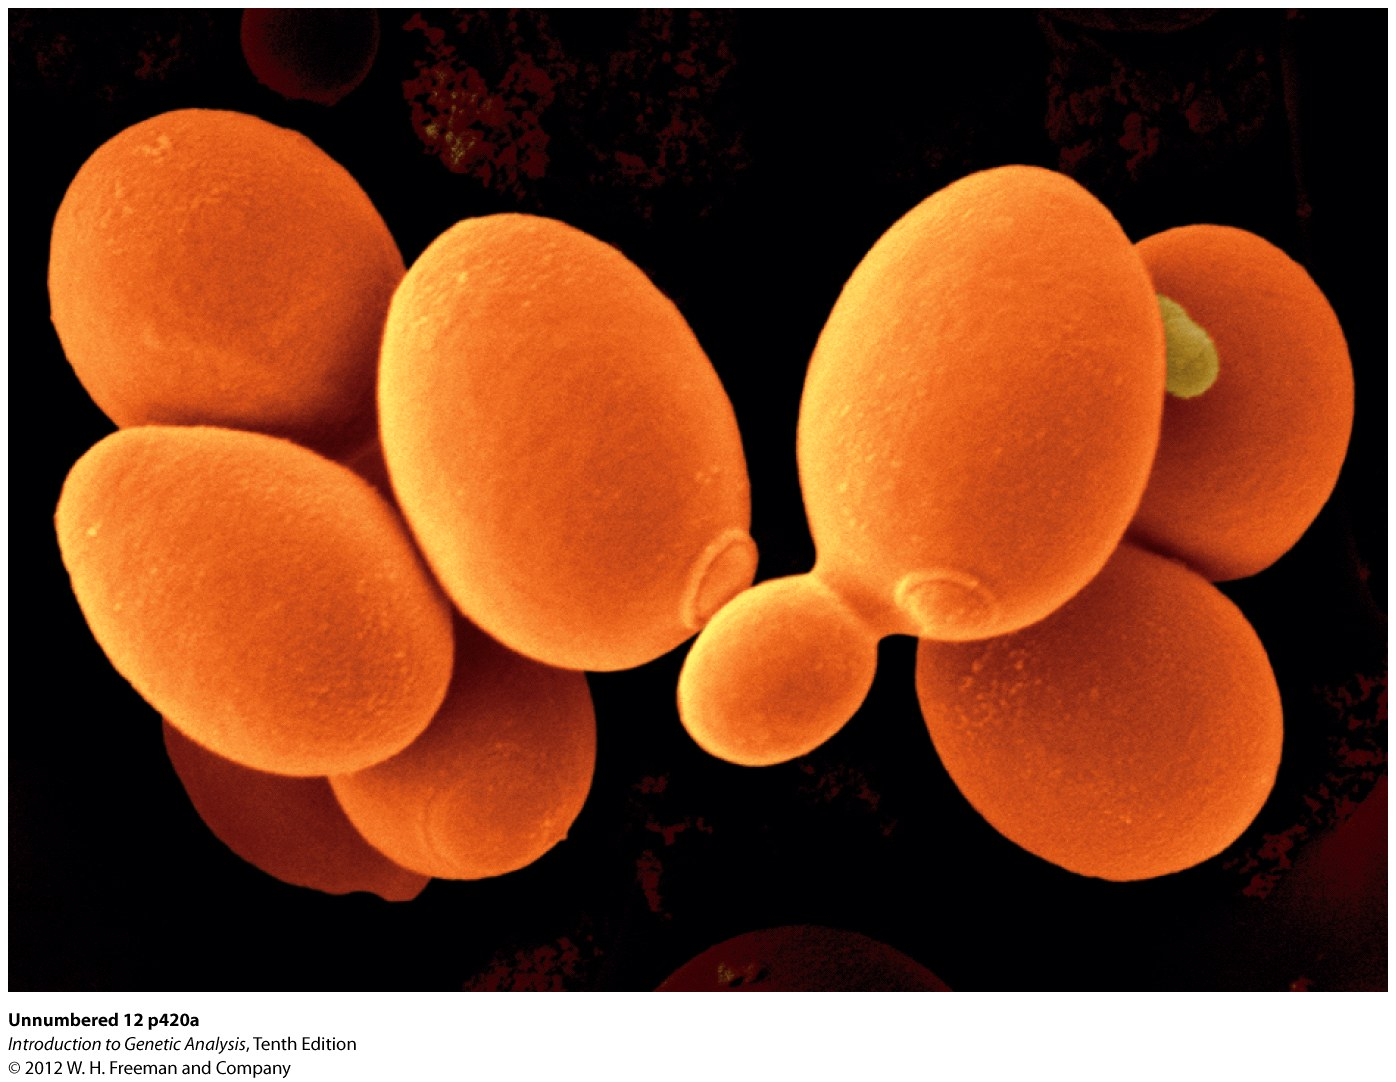 Unnumbered 12 p420a
Introduction to Genetic Analysis, Tenth Edition
© 2012 W. H. Freeman and Company